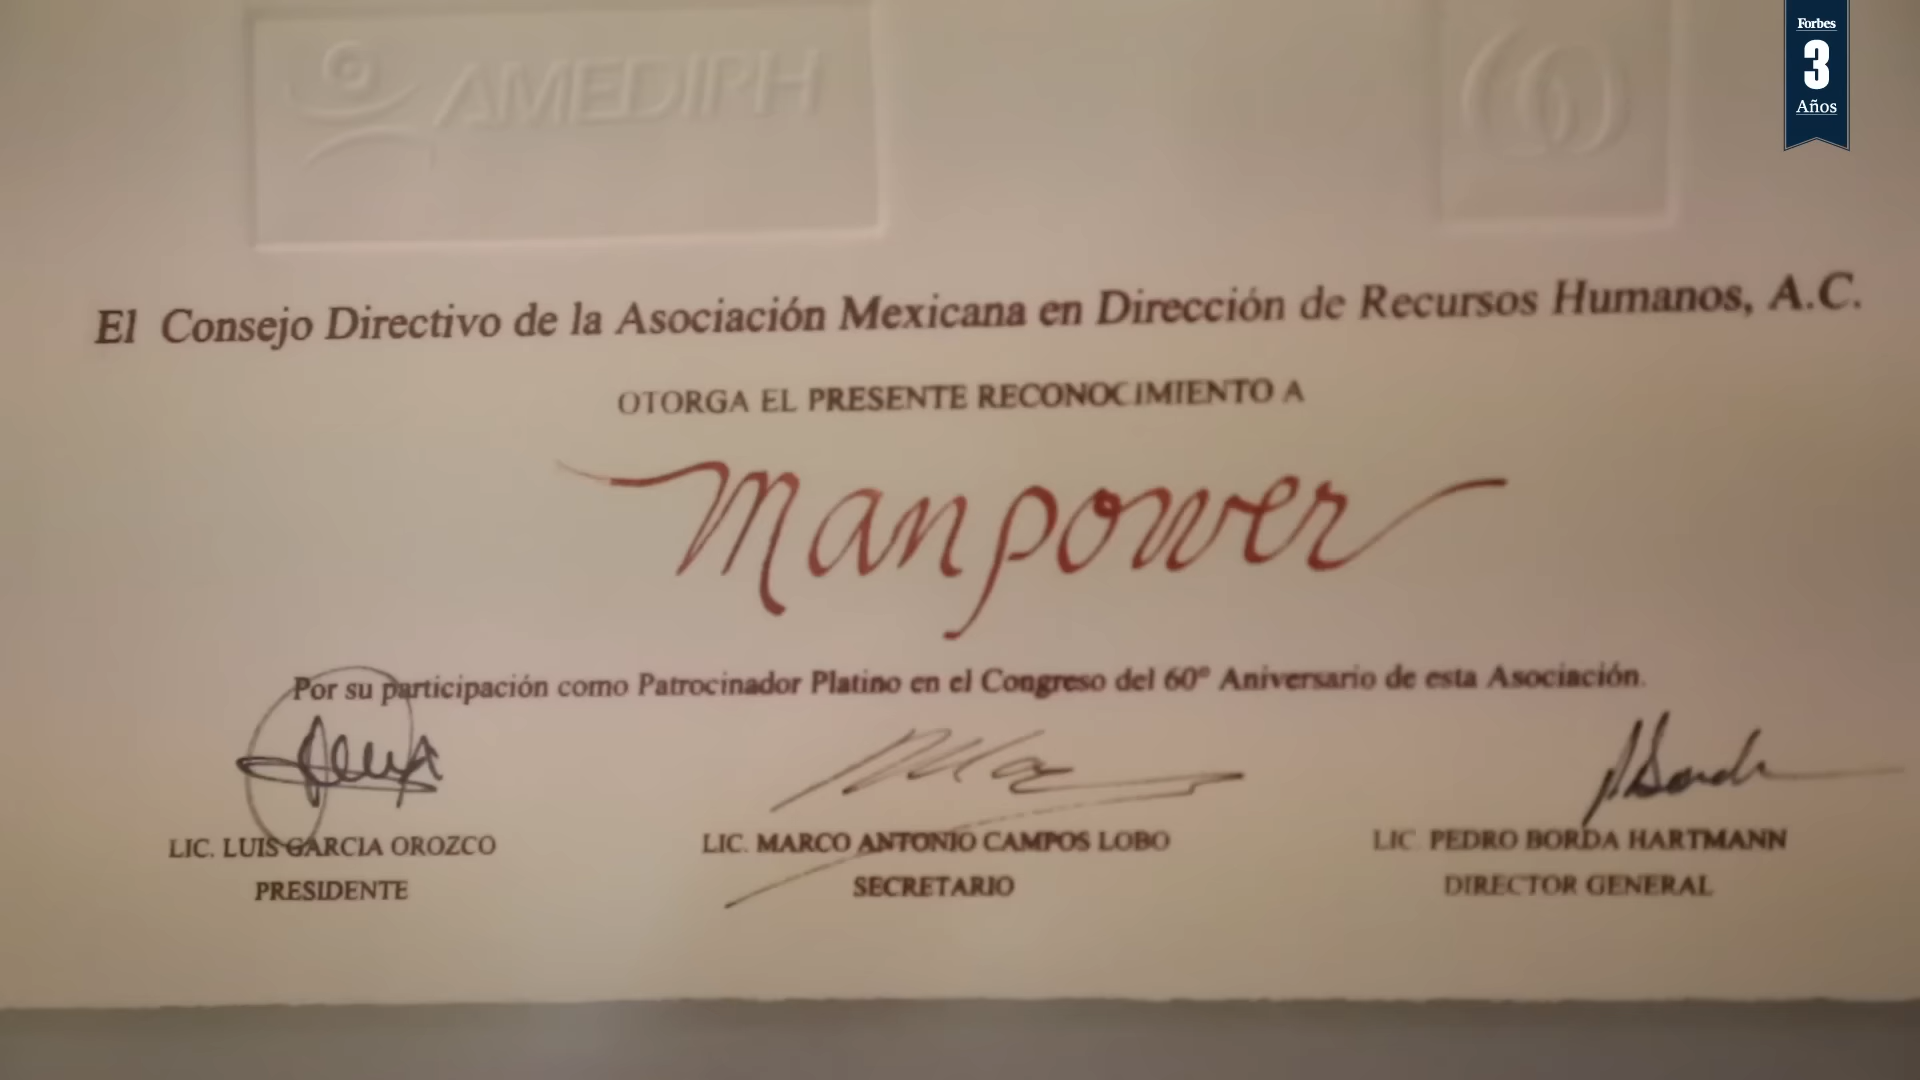 AMEDIRH
60
Forbes
3
Años
El Consejo Directivo de la Asociación Mexicana en Dirección de Recursos Humanos, A.C.
OTORGA EL PRESENTE RECONOCIMIENTO A
Manpower
Por su participación como Patrocinador Platino en el Congreso del 60° Aniversario de esta Asociación.
LIC. LUIS GARCIA OROZCO LIC. MARCO ANTONIO CAMPOS LOBO LIC. PEDRO BORDA HARTMANN
PRESIDENTE SECRETARIO DIRECTOR GENERAL